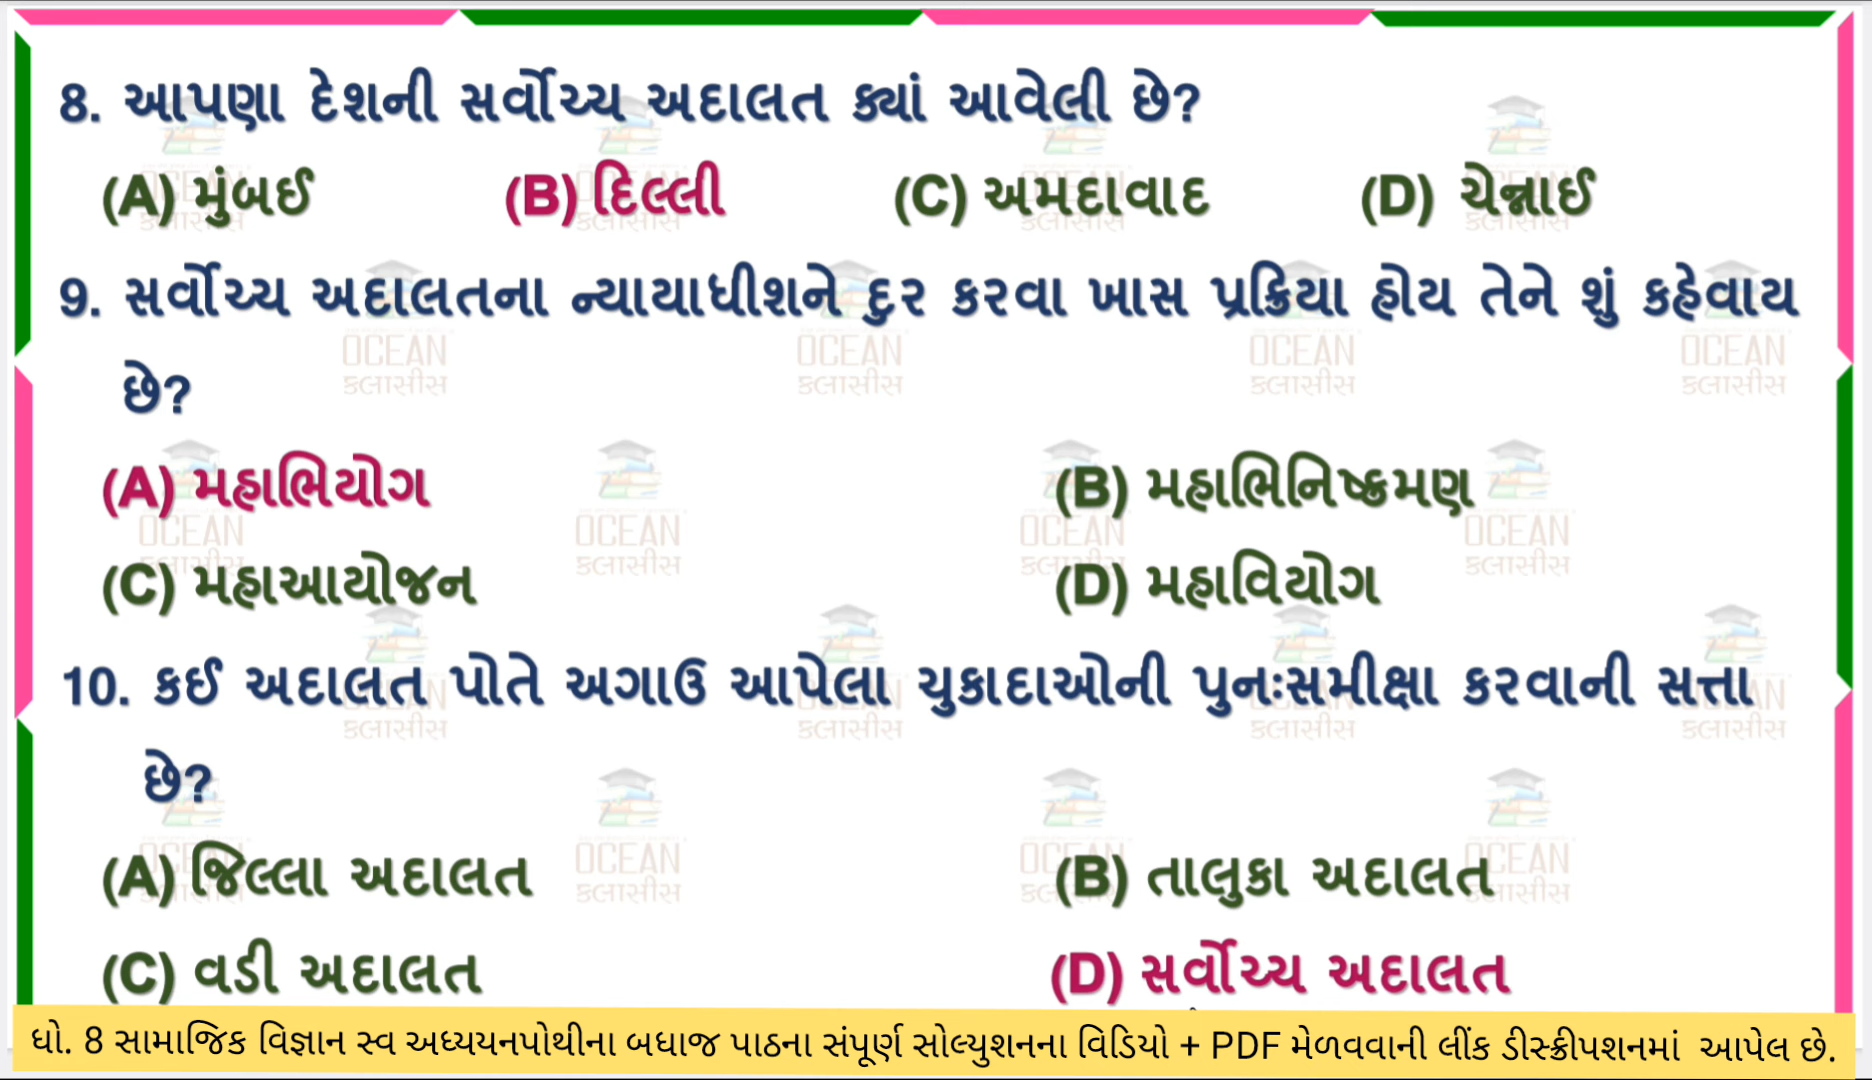 8. આપણા દેશની સર્વોચ્ચ અદાલત ક્યાં આવેલી છે?
(A) મુંબઈ (B) દિલ્લી (C) અમદાવાદ (D) ચેન્નાઈ
9. સર્વોચ્ચ અદાલતના ન્યાયાધીશને દુર કરવા ખાસ પ્રક્રિયા હોય તેને શું કહેવાય
છે?
(A) મહાભિયોગ (B) મહાભિનિષ્ક્રમણ
(C) મહાઆયોજન (D) મહાવિયોગ
10. કઈ અદાલત પોતે અગાઉ આપેલા ચુકાદાઓની પુનઃસમીક્ષા કરવાની સત્તા
છે?
(A) જિલ્લા અદાલત (B) તાલુકા અદાલત
(C) વડી અદાલત (D) સર્વોચ્ચ અદાલત
ધો. 8 સામાજિક વિજ્ઞાન સ્વ અધ્યયનપોથીના બધાજ પાઠના સંપૂર્ણ સોલ્યુશનના વિડિયો + PDF મેળવવાની લીંક ડીસ્ક્રીપશનમાં આપેલ છે.
OCEAN
ક્લાસીસ